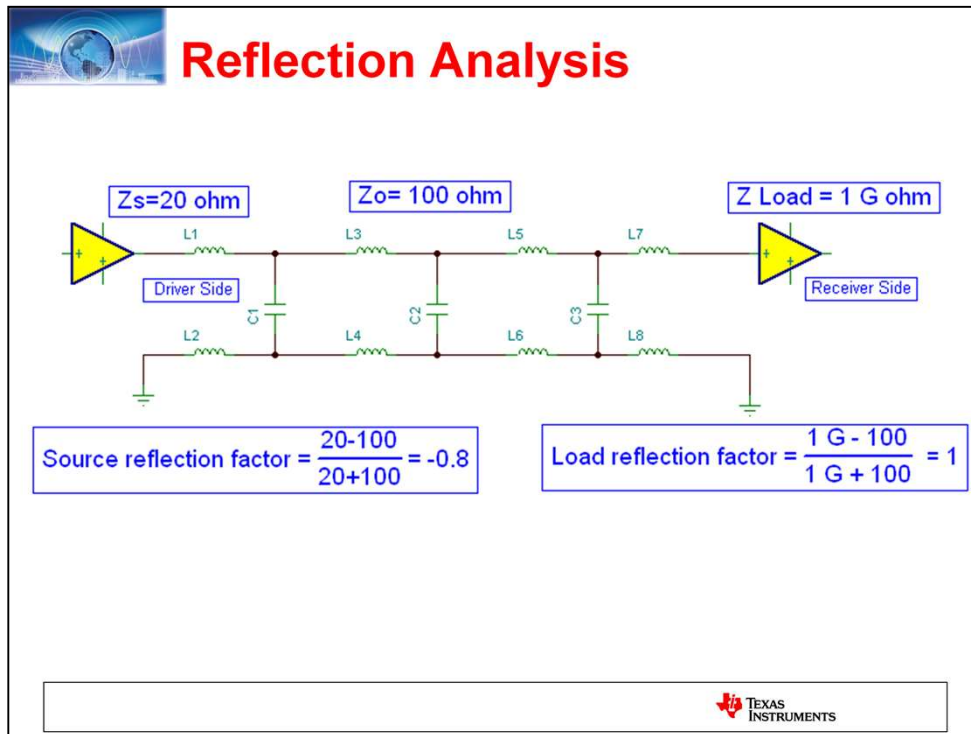 Reflection Analysis
Zs=20 ohm
Zo= 100 ohm
Z Load = 1 G ohm
L1
L3
L5
L7
Driver Side
Receiver Side
C1
C2
C3
L2
L4
L6
L8
Source reflection factor = 20-100 / 20+100 = -0.8
Load reflection factor = 1 G - 100 / 1 G + 100 = 1
TEXAS
INSTRUMENTS